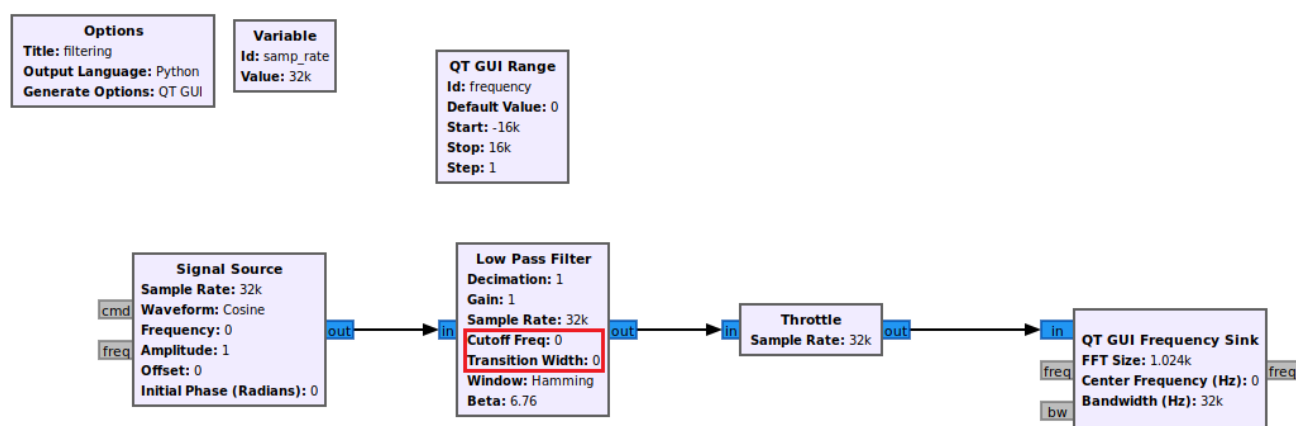 Options
Title: filtering
Output Language: Python
Generate Options: QT GUI
Variable
Id: samp_rate
Value: 32k
QT GUI Range
Id: frequency
Default Value: 0
Start: -16k
Stop: 16k
Step: 1
Signal Source
Sample Rate: 32k
Waveform: Cosine
Frequency: 0
Amplitude: 1
Offset: 0
Initial Phase (Radians): 0
cmd
freq
out
Low Pass Filter
Decimation: 1
Gain: 1
Sample Rate: 32k
Cutoff Freq: 0
Transition Width: 0
Window: Hamming
Beta: 6.76
in
out
Throttle
Sample Rate: 32k
in
out
QT GUI Frequency Sink
FFT Size: 1.024k
Center Frequency (Hz): 0
Bandwidth (Hz): 32k
in
freq
bw
freq